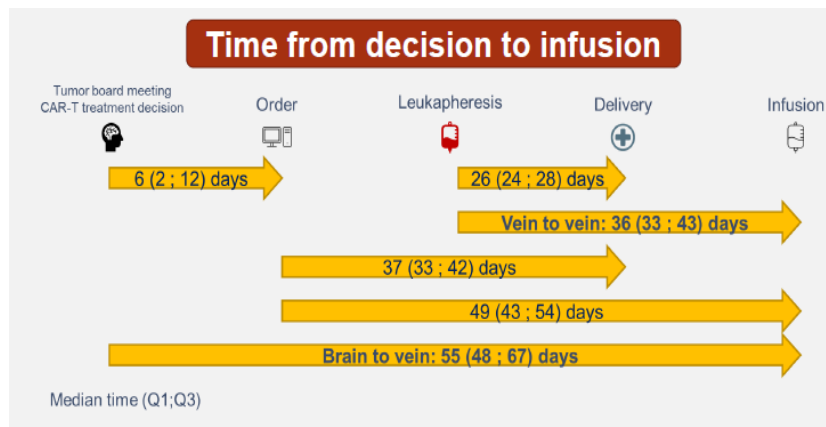 Time from decision to infusion
Tumor board meeting
CAR-T treatment decision
Order
Leukapheresis
Delivery
Infusion
6 (2 ; 12) days
26 (24 ; 28) days
Vein to vein: 36 (33 ; 43) days
37 (33 ; 42) days
49 (43 ; 54) days
Brain to vein: 55 (48 ; 67) days
Median time (Q1;Q3)